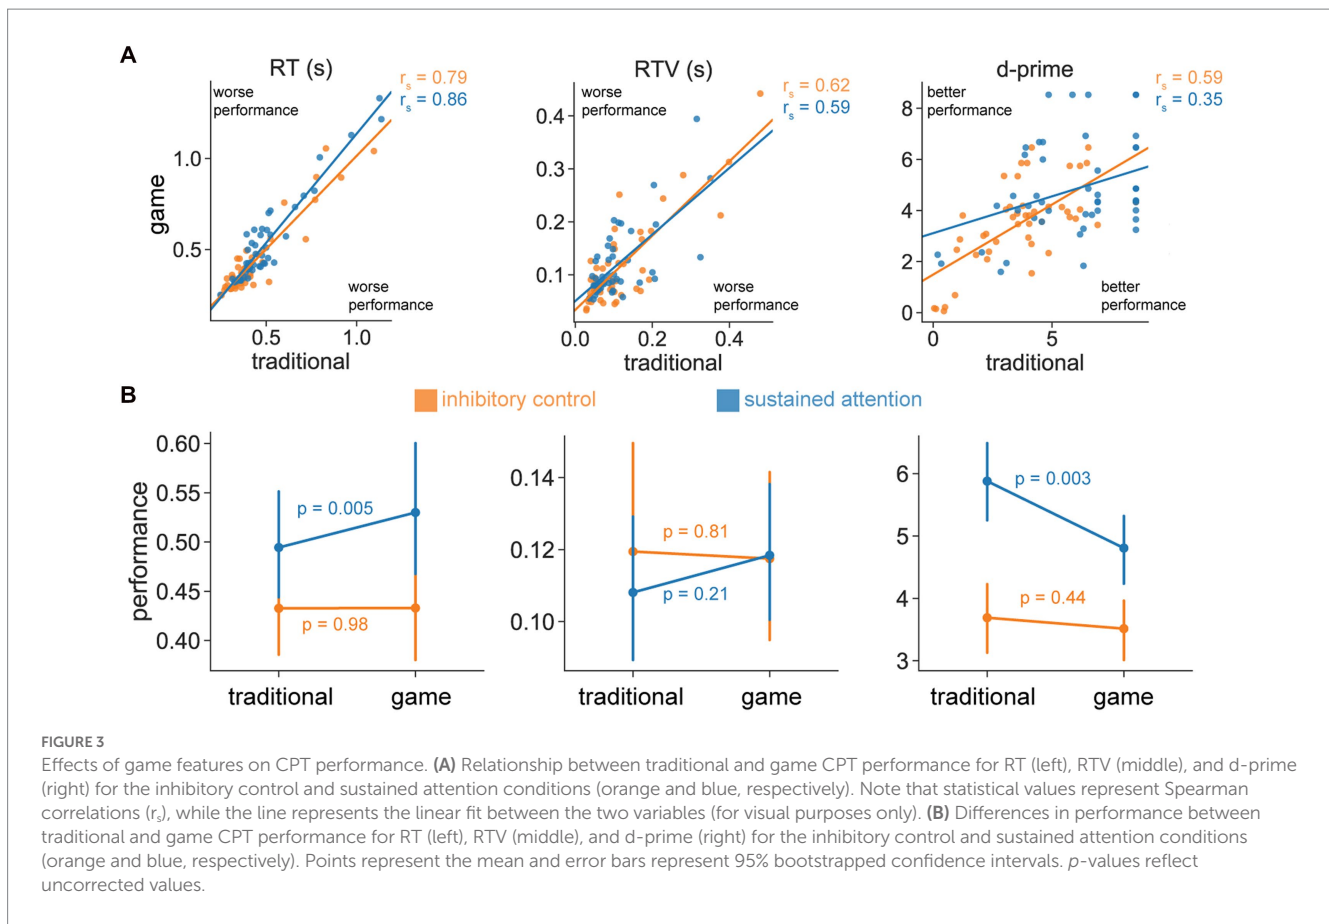 A
RT (s)
r_s = 0.79
r_s = 0.86
worse
performance
1.0
0.5
game
worse
performance
0.5
1.0
traditional
RTV (s)
r_s = 0.62
r_s = 0.59
worse
performance
0.4
0.3
0.2
0.1
worse
performance
0.0
0.2
0.4
traditional
d-prime
r_s = 0.59
r_s = 0.35
better
performance
8
6
4
2
0
better
performance
0
5
traditional
B
inhibitory control
sustained attention
performance
0.60
0.55
0.50
0.45
0.40
p = 0.005
p = 0.98
traditional
game
0.14
0.12
0.10
p = 0.81
p = 0.21
traditional
game
6
5
4
3
p = 0.003
p = 0.44
traditional
game
FIGURE 3
Effects of game features on CPT performance. (A) Relationship between traditional and game CPT performance for RT (left), RTV (middle), and d-prime
(right) for the inhibitory control and sustained attention conditions (orange and blue, respectively). Note that statistical values represent Spearman
correlations (r_s), while the line represents the linear fit between the two variables (for visual purposes only). (B) Differences in performance between
traditional and game CPT performance for RT (left), RTV (middle), and d-prime (right) for the inhibitory control and sustained attention conditions
(orange and blue, respectively). Points represent the mean and error bars represent 95% bootstrapped confidence intervals. p-values reflect
uncorrected values.